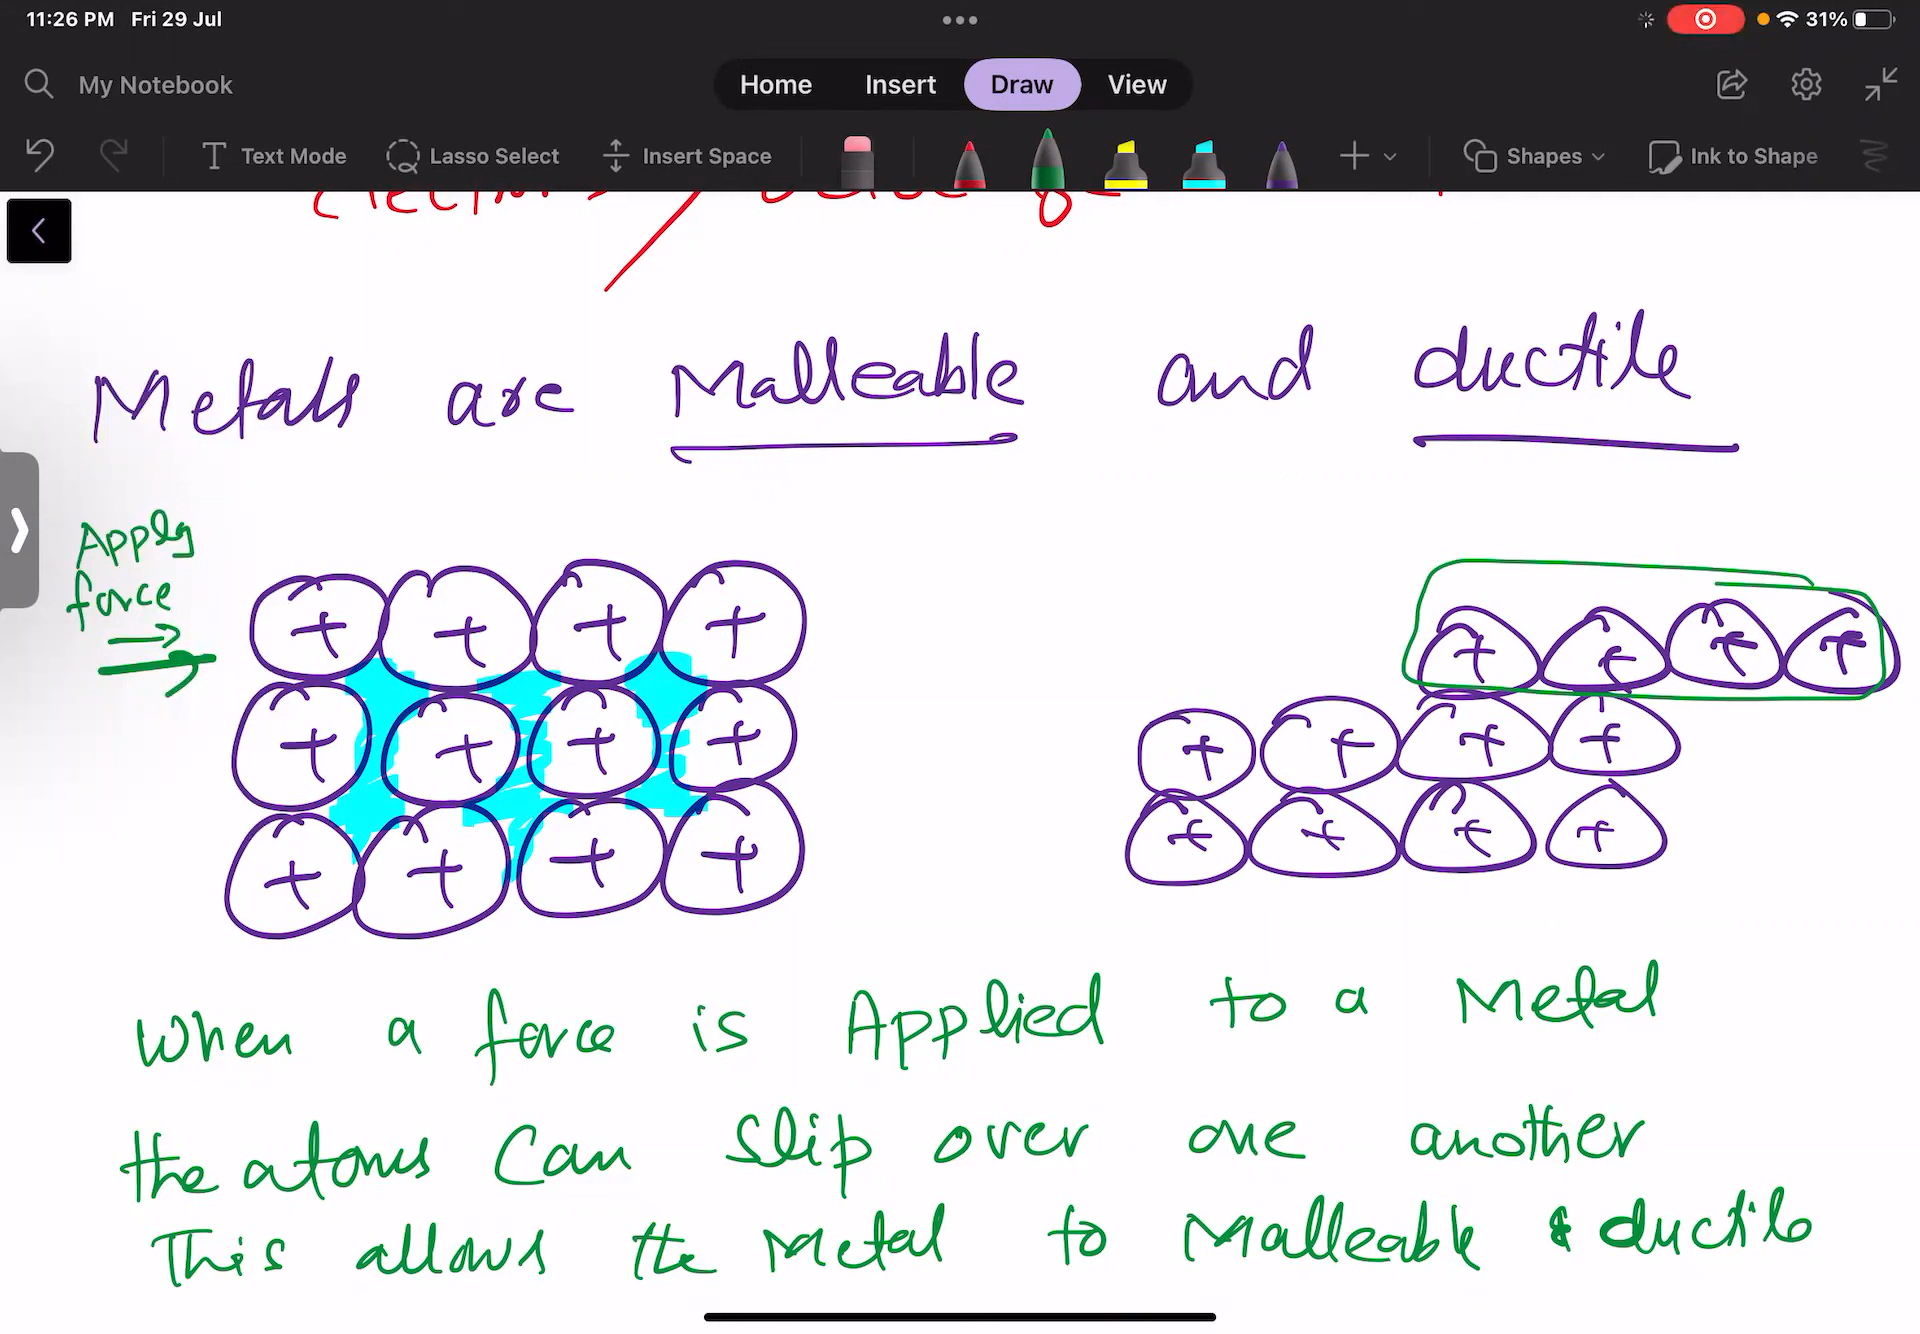 11:26 PM Fri 29 Jul
31%
My Notebook
Home Insert Draw View
Text Mode Lasso Select Insert Space Shapes Ink to Shape
Metals are Malleable and ductile
Apply
force
+ + + +
+ + + +
+ + + +
+ + + +
+ + + +
+ + + +
When a force is Applied to a Metal
the atoms Can Slip over one another
This allows the Metal to Malleable & ductile